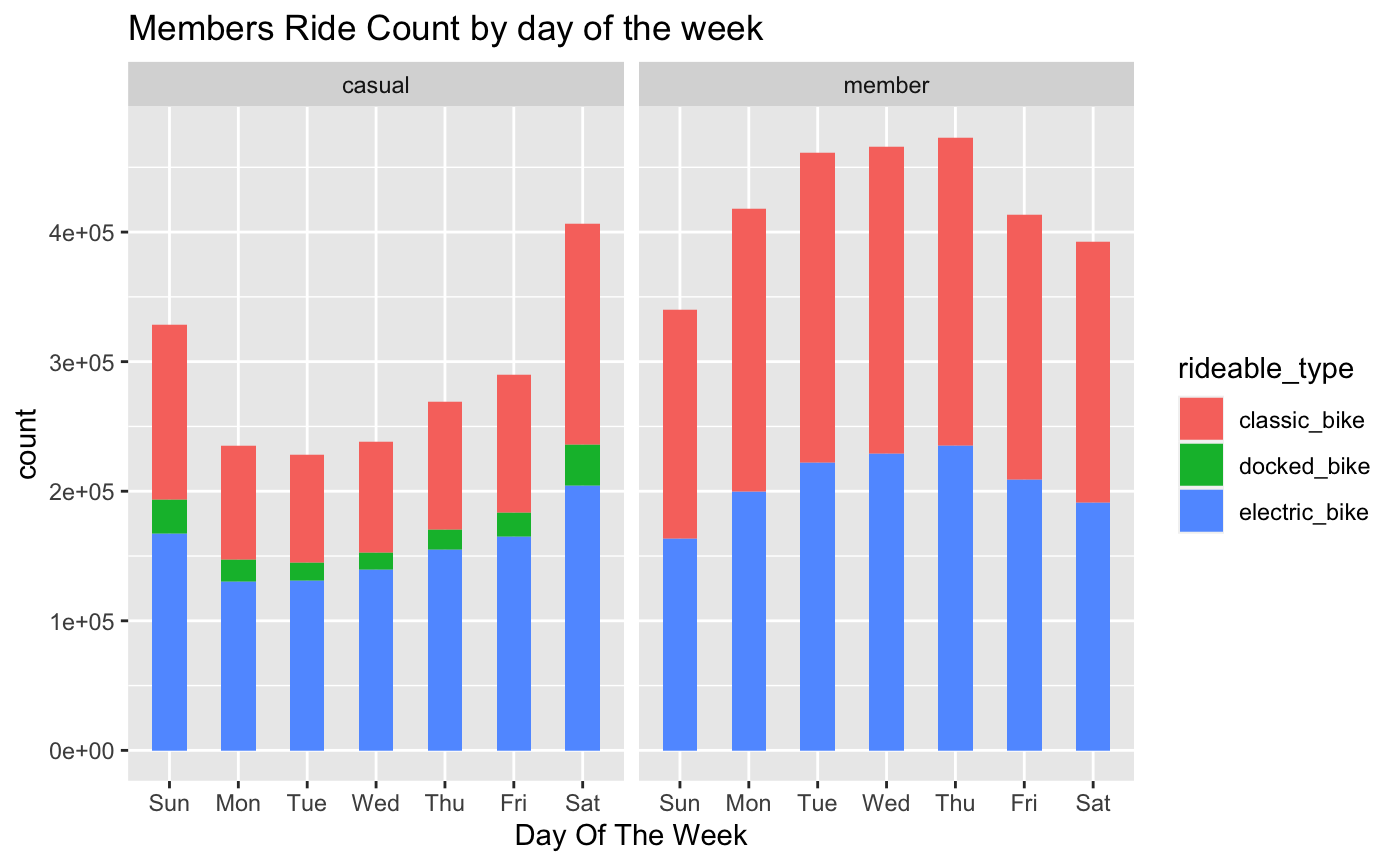 Members Ride Count by day of the week
casual
member
count
4e+05
3e+05
2e+05
1e+05
0e+00
Sun Mon Tue Wed Thu Fri Sat
Sun Mon Tue Wed Thu Fri Sat
Day Of The Week
rideable_type
classic_bike
docked_bike
electric_bike